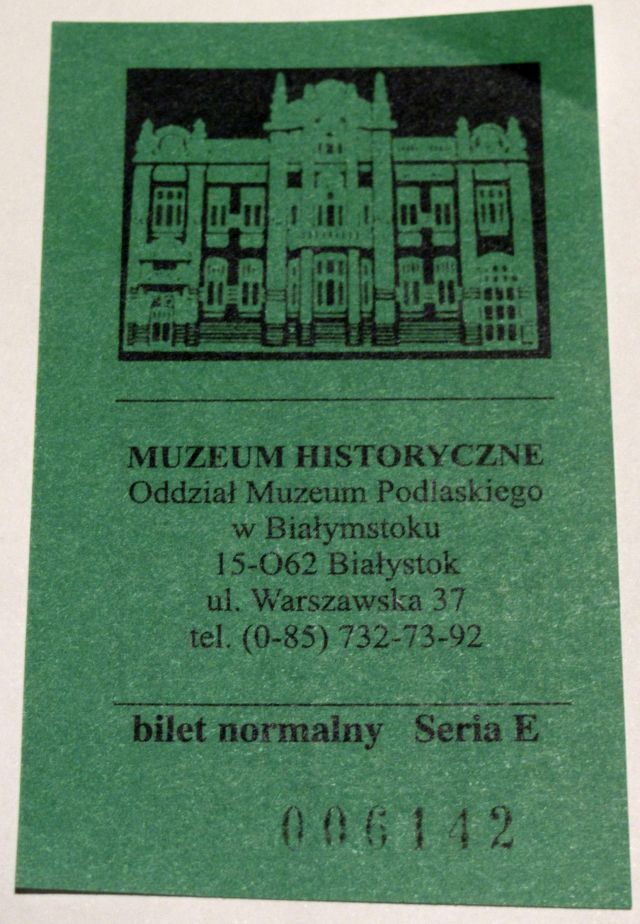 MUZEUM HISTORYCZNE
Oddział Muzeum Podlaskiego
w Białymstoku
15-O62 Białystok
ul. Warszawska 37
tel. (0-85) 732-73-92
bilet normalny Seria E
006142